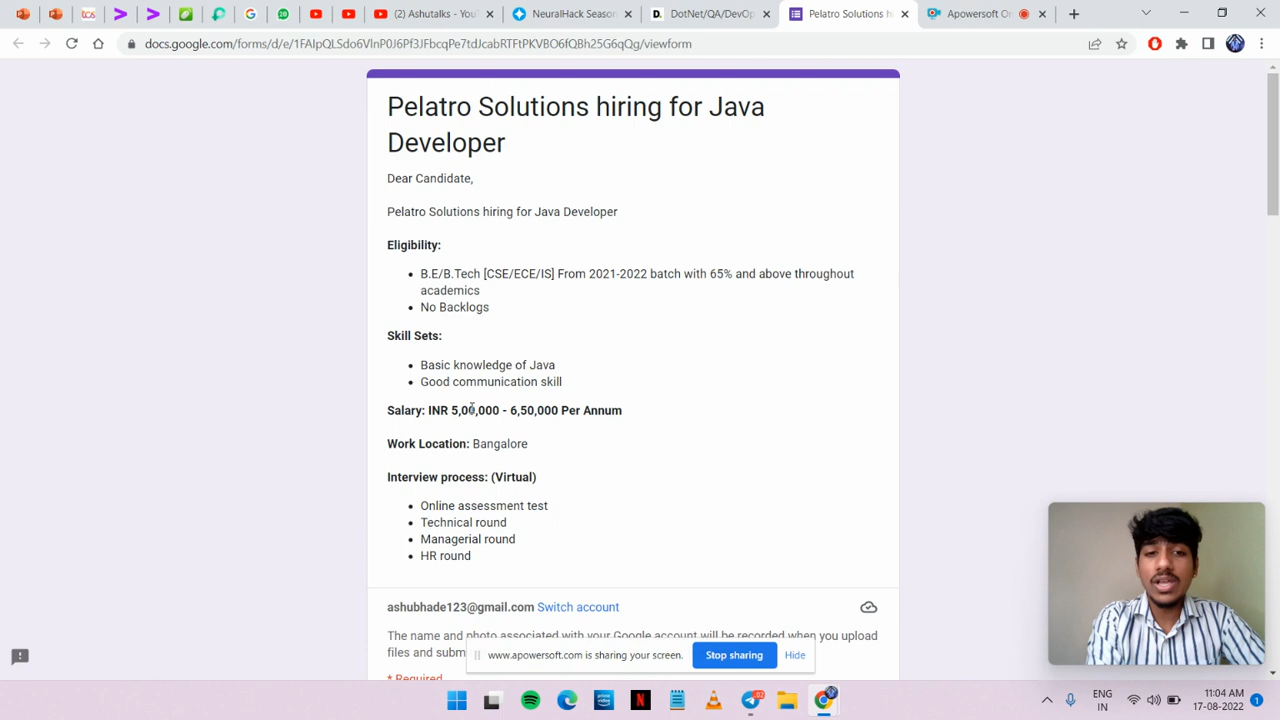 (2) Ashutalks - You
NeuralHack Season
DotNet/QA/DevOp
Pelatro Solutions hi
Apowersoft On
docs.google.com/forms/d/e/1FAIpQLSdo6VlnP0J6Pf3JFbcqPe7tdJcabRTFtPKVBO6fQBh25G6qQg/viewform
Pelatro Solutions hiring for Java
Developer
Dear Candidate,
Pelatro Solutions hiring for Java Developer
Eligibility:
B.E/B.Tech [CSE/ECE/IS] From 2021-2022 batch with 65% and above throughout
academics
No Backlogs
Skill Sets:
Basic knowledge of Java
Good communication skill
Salary: INR 5,00,000 - 6,50,000 Per Annum
Work Location: Bangalore
Interview process: (Virtual)
Online assessment test
Technical round
Managerial round
HR round
ashubhade123@gmail.com Switch account
The name and photo associated with your Google account will be recorded when you upload
files and subm
www.apowersoft.com is sharing your screen. Stop sharing Hide
* Required
ENG
IN
11:04 AM
17-08-2022